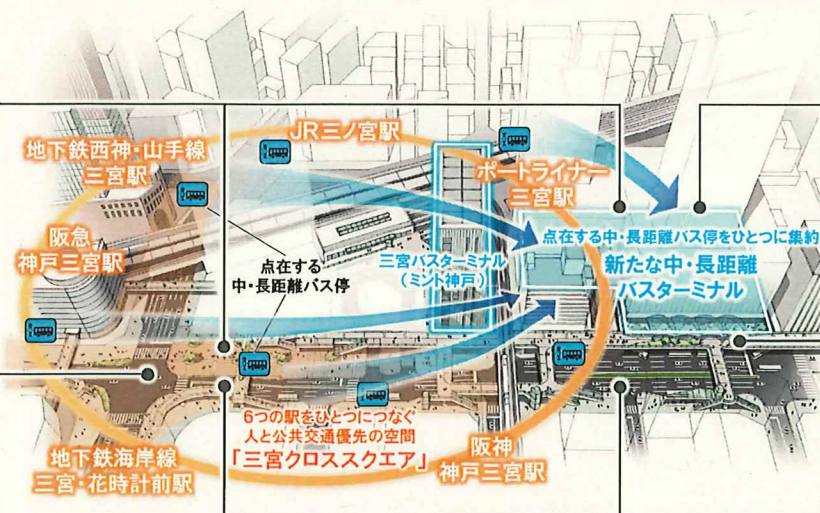 JR三ノ宮駅
地下鉄西神・山手線
三宮駅
ポートライナー
三宮駅
阪急
神戸三宮駅
点在する
中・長距離バス停
三宮バスターミナル
(ミント神戸)
点在する中・長距離バス停をひとつに集約
新たな中・長距離
バスターミナル
6つの駅をひとつにつなぐ
人と公共交通優先の空間
「三宮クロススクエア」
地下鉄海岸線
三宮・花時計前駅
阪神
神戸三宮駅